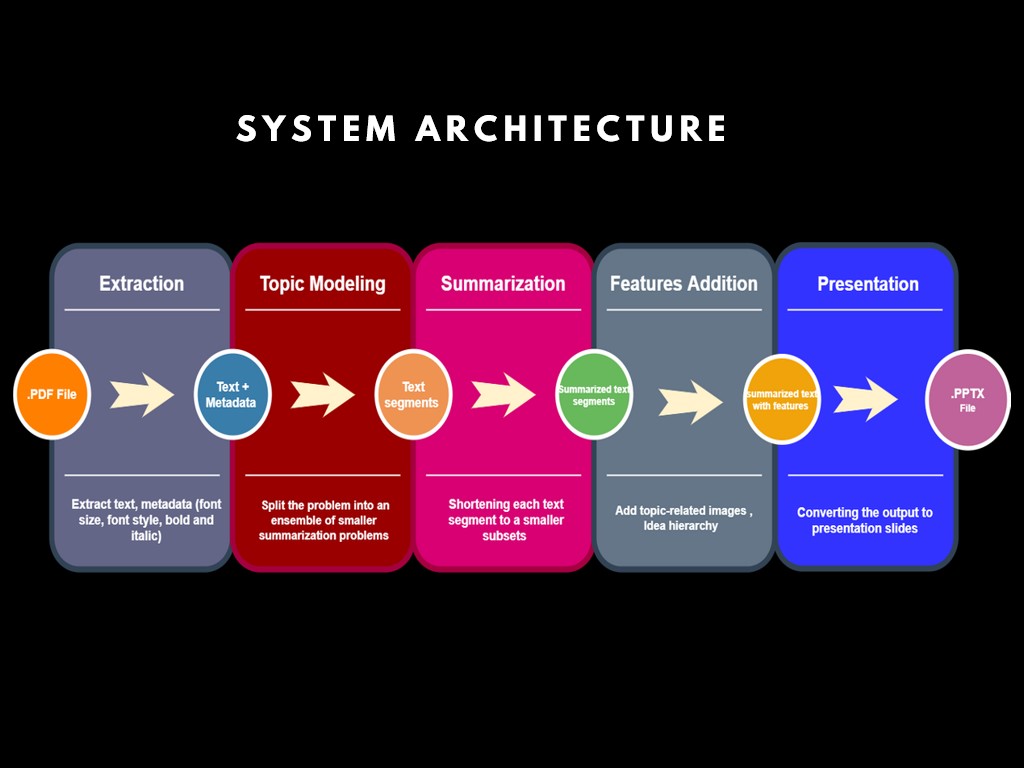 SYSTEM ARCHITECTURE
Extraction
Topic Modeling
Summarization
Features Addition
Presentation
.PDF File
Text +
Metadata
Text
segments
Summarized text
segments
summarized text
with features
.PPTX
File
Extract text, metadata (font
size, font style, bold and
italic)
Split the problem into an
ensemble of smaller
summarization problems
Shortening each text
segment to a smaller
subsets
Add topic-related images ,
Idea hierarchy
Converting the output to
presentation slides